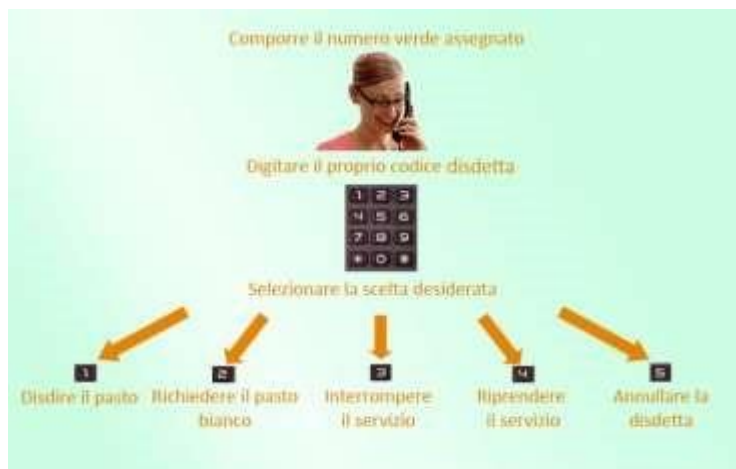 Comporre il numero verde assegnato
Digitare il proprio codice disdetta
1 2 3
4 5 6
7 8 9
* 0 #
Selezionare la scelta desiderata
1 2 3 4 5
Disdire il pasto Richiedere il pasto Interrompere Riprendere Annullare la
bianco il servizio il servizio disdetta